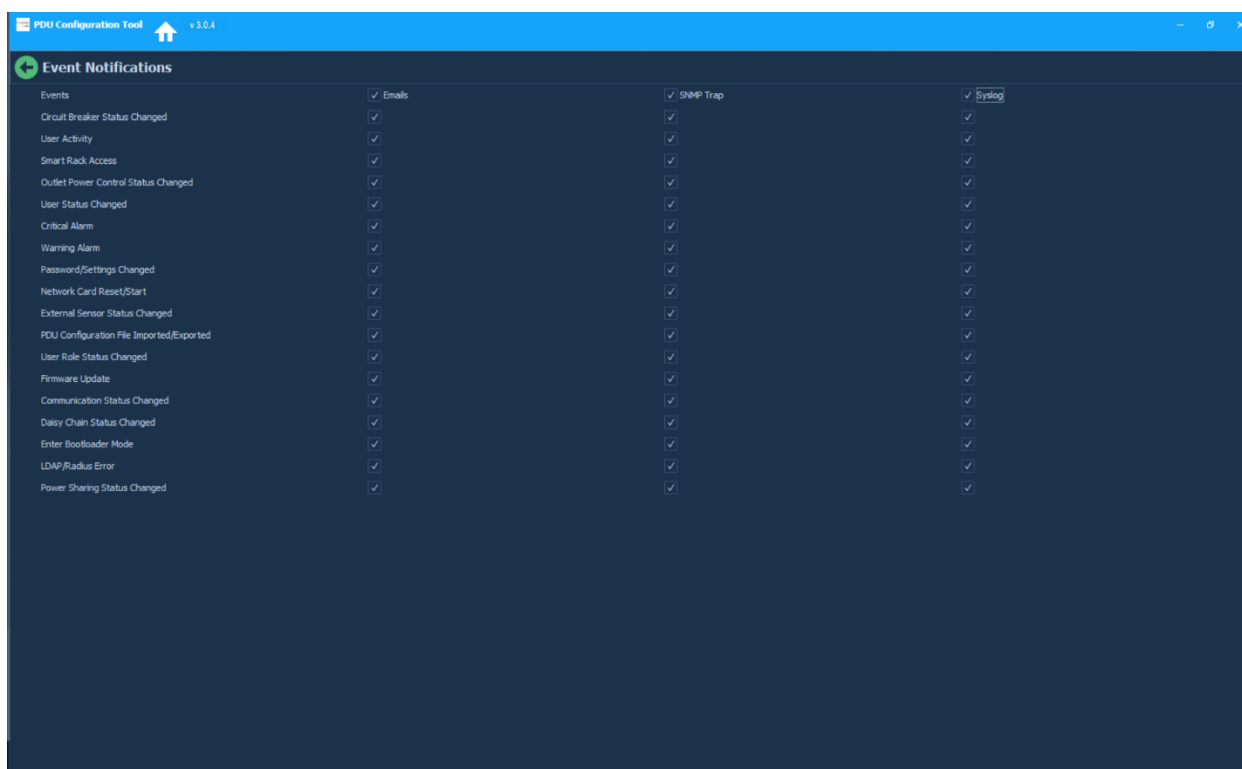 PDU Configuration Tool v 3.0.4
Event Notifications
Events Emails SNMP Trap Syslog
Circuit Breaker Status Changed
User Activity
Smart Rack Access
Outlet Power Control Status Changed
User Status Changed
Critical Alarm
Warning Alarm
Password/Settings Changed
Network Card Reset/Start
External Sensor Status Changed
PDU Configuration File Imported/Exported
User Role Status Changed
Firmware Update
Communication Status Changed
Daisy Chain Status Changed
Enter Bootloader Mode
LDAP/Radius Error
Power Sharing Status Changed